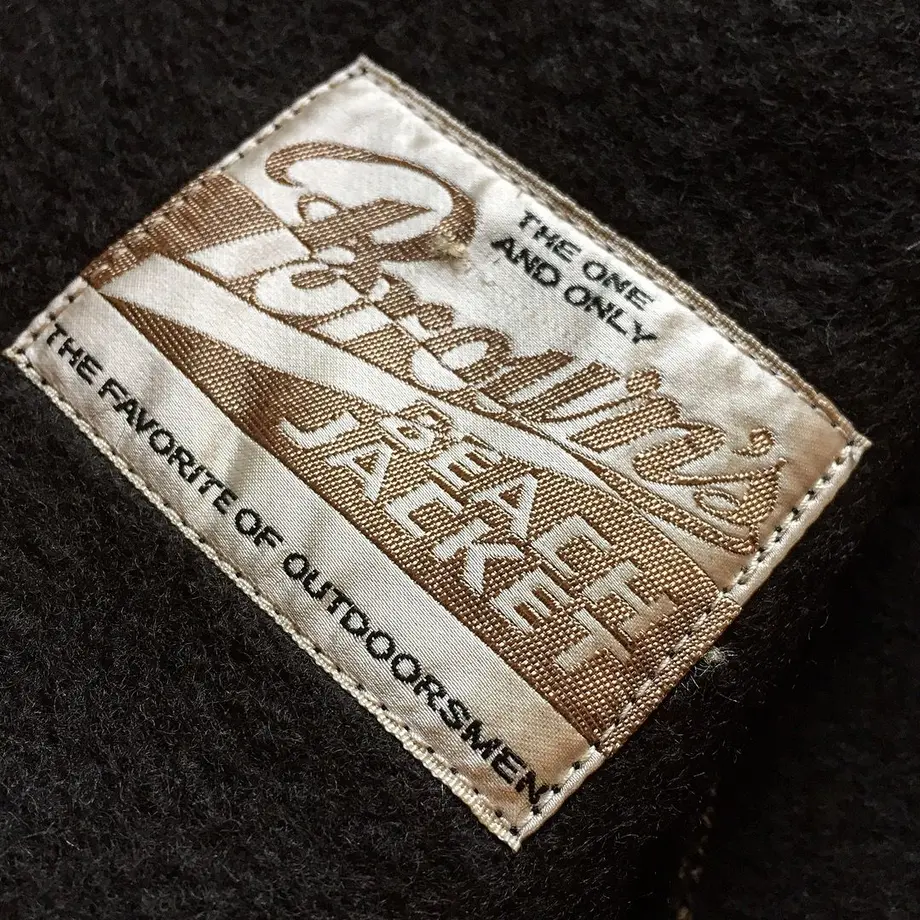 THE ONE
AND ONLY
Brown's
BEACH
JACKET
THE FAVORITE OF OUTDOORSMEN